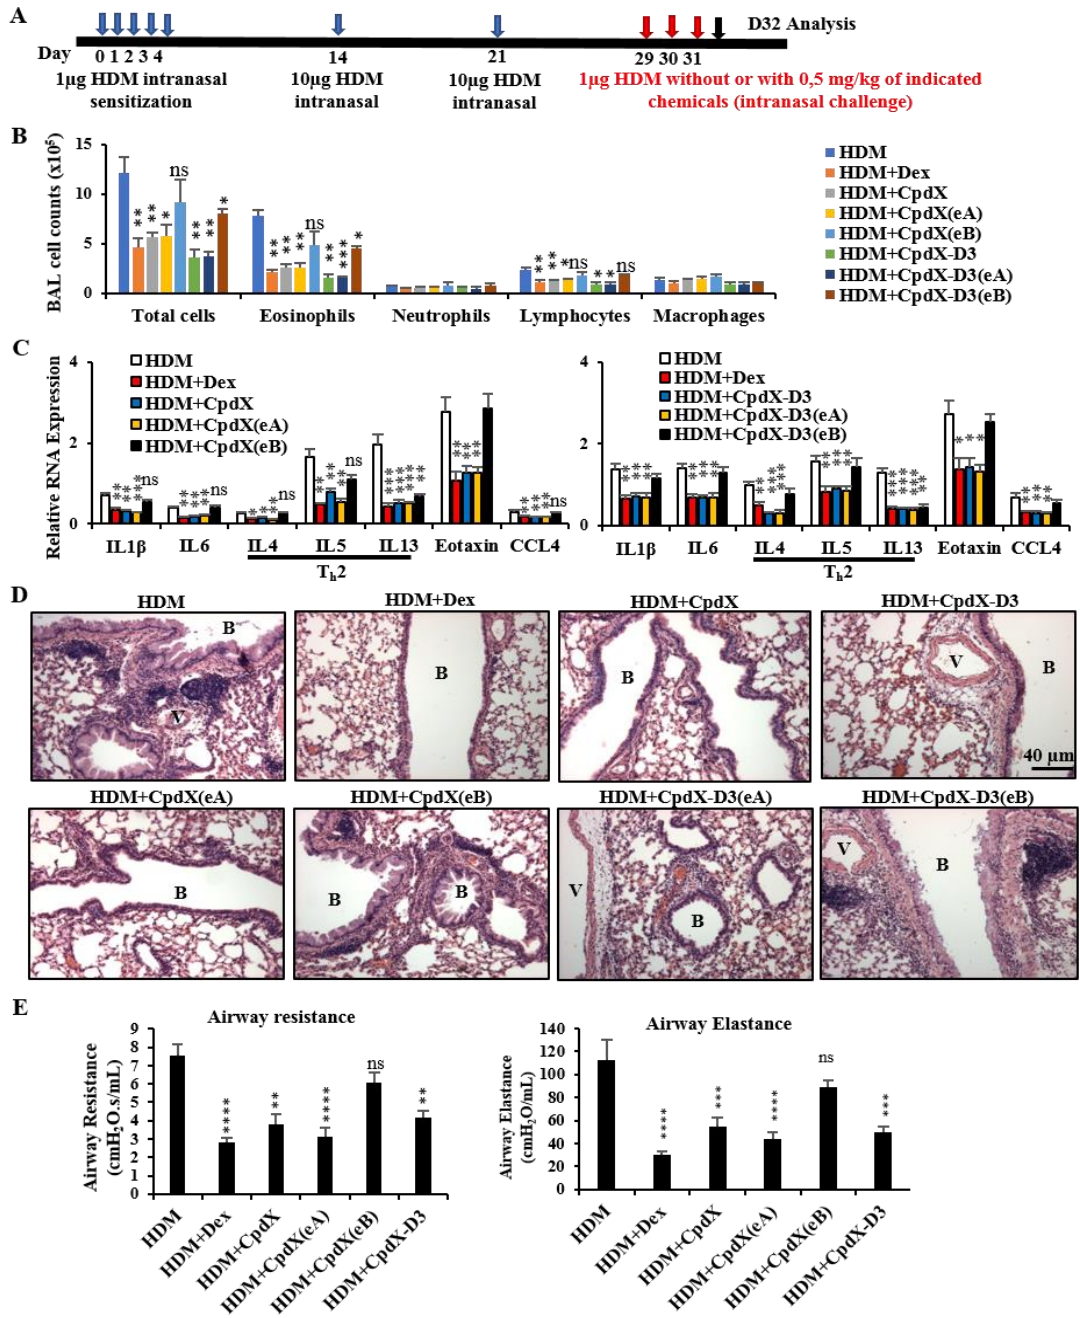 A
D32 Analysis
Day
0 1 2 3 4
14
21
29 30 31
1µg HDM intranasal
sensitization
10µg HDM
intranasal
10µg HDM
intranasal
1µg HDM without or with 0,5 mg/kg of indicated
chemicals (intranasal challenge)
B
BAL cell counts (x10⁵)
15
10
5
0
** ** * ns ** ** *
** ** ** ns ** *** *
** ** * ns * * ns
Total cells
Eosinophils
Neutrophils
Lymphocytes
Macrophages
HDM
HDM+Dex
HDM+CpdX
HDM+CpdX(eA)
HDM+CpdX(eB)
HDM+CpdX-D3
HDM+CpdX-D3(eA)
HDM+CpdX-D3(eB)
C
Relative RNA Expression
4
2
0
HDM
HDM+Dex
HDM+CpdX
HDM+CpdX(eA)
HDM+CpdX(eB)
ns
ns
ns
ns
ns
IL1β
IL6
IL4
IL5
IL13
Eotaxin
CCL4
Th2
4
2
0
HDM
HDM+Dex
HDM+CpdX-D3
HDM+CpdX-D3(eA)
HDM+CpdX-D3(eB)
IL1β
IL6
IL4
IL5
IL13
Eotaxin
CCL4
Th2
D
HDM
HDM+Dex
HDM+CpdX
HDM+CpdX-D3
B
V
B
B
V
B
40 µm
HDM+CpdX(eA)
HDM+CpdX(eB)
HDM+CpdX-D3(eA)
HDM+CpdX-D3(eB)
B
B
B
V
B
V
B
E
Airway resistance
Airway Resistance
(cmH₂O.s/mL)
9
8
7
6
5
4
3
2
1
0
**** ** **** ns **
HDM
HDM+Dex
HDM+CpdX
HDM+CpdX(eA)
HDM+CpdX(eB)
HDM+CpdX-D3
Airway Elastance
Airway Elastance
(cmH₂O/mL)
140
120
100
80
60
40
20
0
**** *** **** ns ***
HDM
HDM+Dex
HDM+CpdX
HDM+CpdX(eA)
HDM+CpdX(eB)
HDM+CpdX-D3